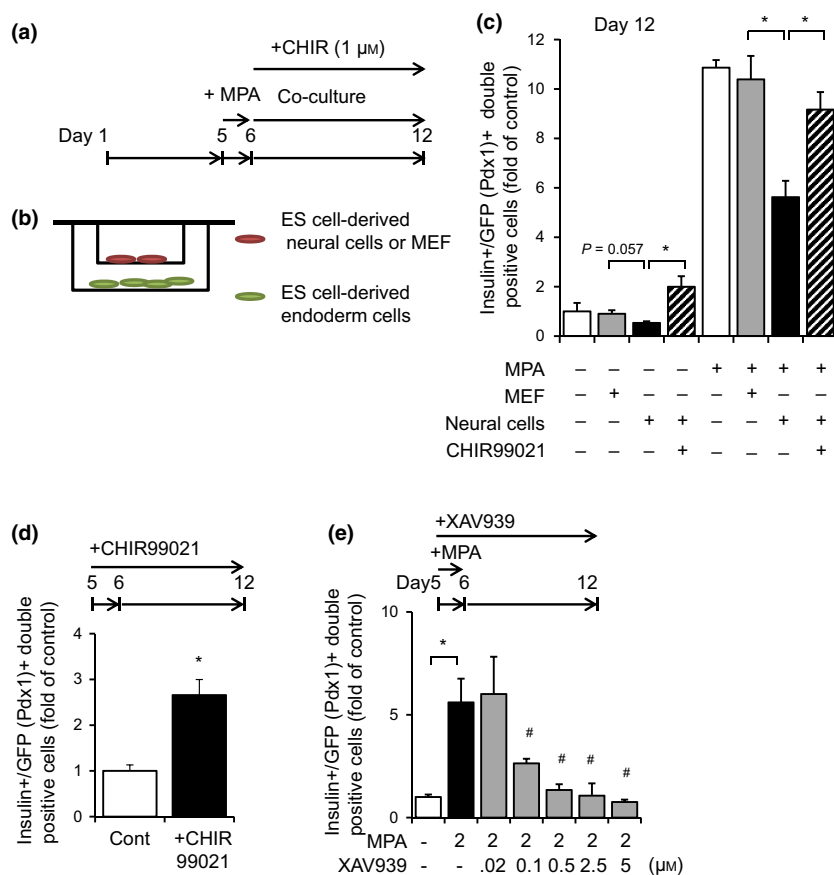 (a)
+CHIR (1 μM)
+ MPA
Co-culture
Day 1
5
6
12
(b)
ES cell-derived
neural cells or MEF
ES cell-derived
endoderm cells
(c)
Day 12
Insulin+/GFP (Pdx1)+ double
positive cells (fold of control)
12
10
8
6
4
2
0
P = 0.057
*
*
*
MPA – – – – + + + +
MEF – + – – – + – –
Neural cells – – + + – – + +
CHIR99021 – – – + – – – +
(d)
+CHIR99021
5 6 12
Insulin+/GFP (Pdx1)+ double
positive cells (fold of control)
4
3
2
1
0
*
Cont
+CHIR
99021
(e)
+XAV939
+MPA
Day5 6 12
Insulin+/GFP (Pdx1)+ double
positive cells (fold of control)
10
5
0
*
# # # #
MPA - 2 2 2 2 2 2
XAV939 - - .02 0.1 0.5 2.5 5 (μM)